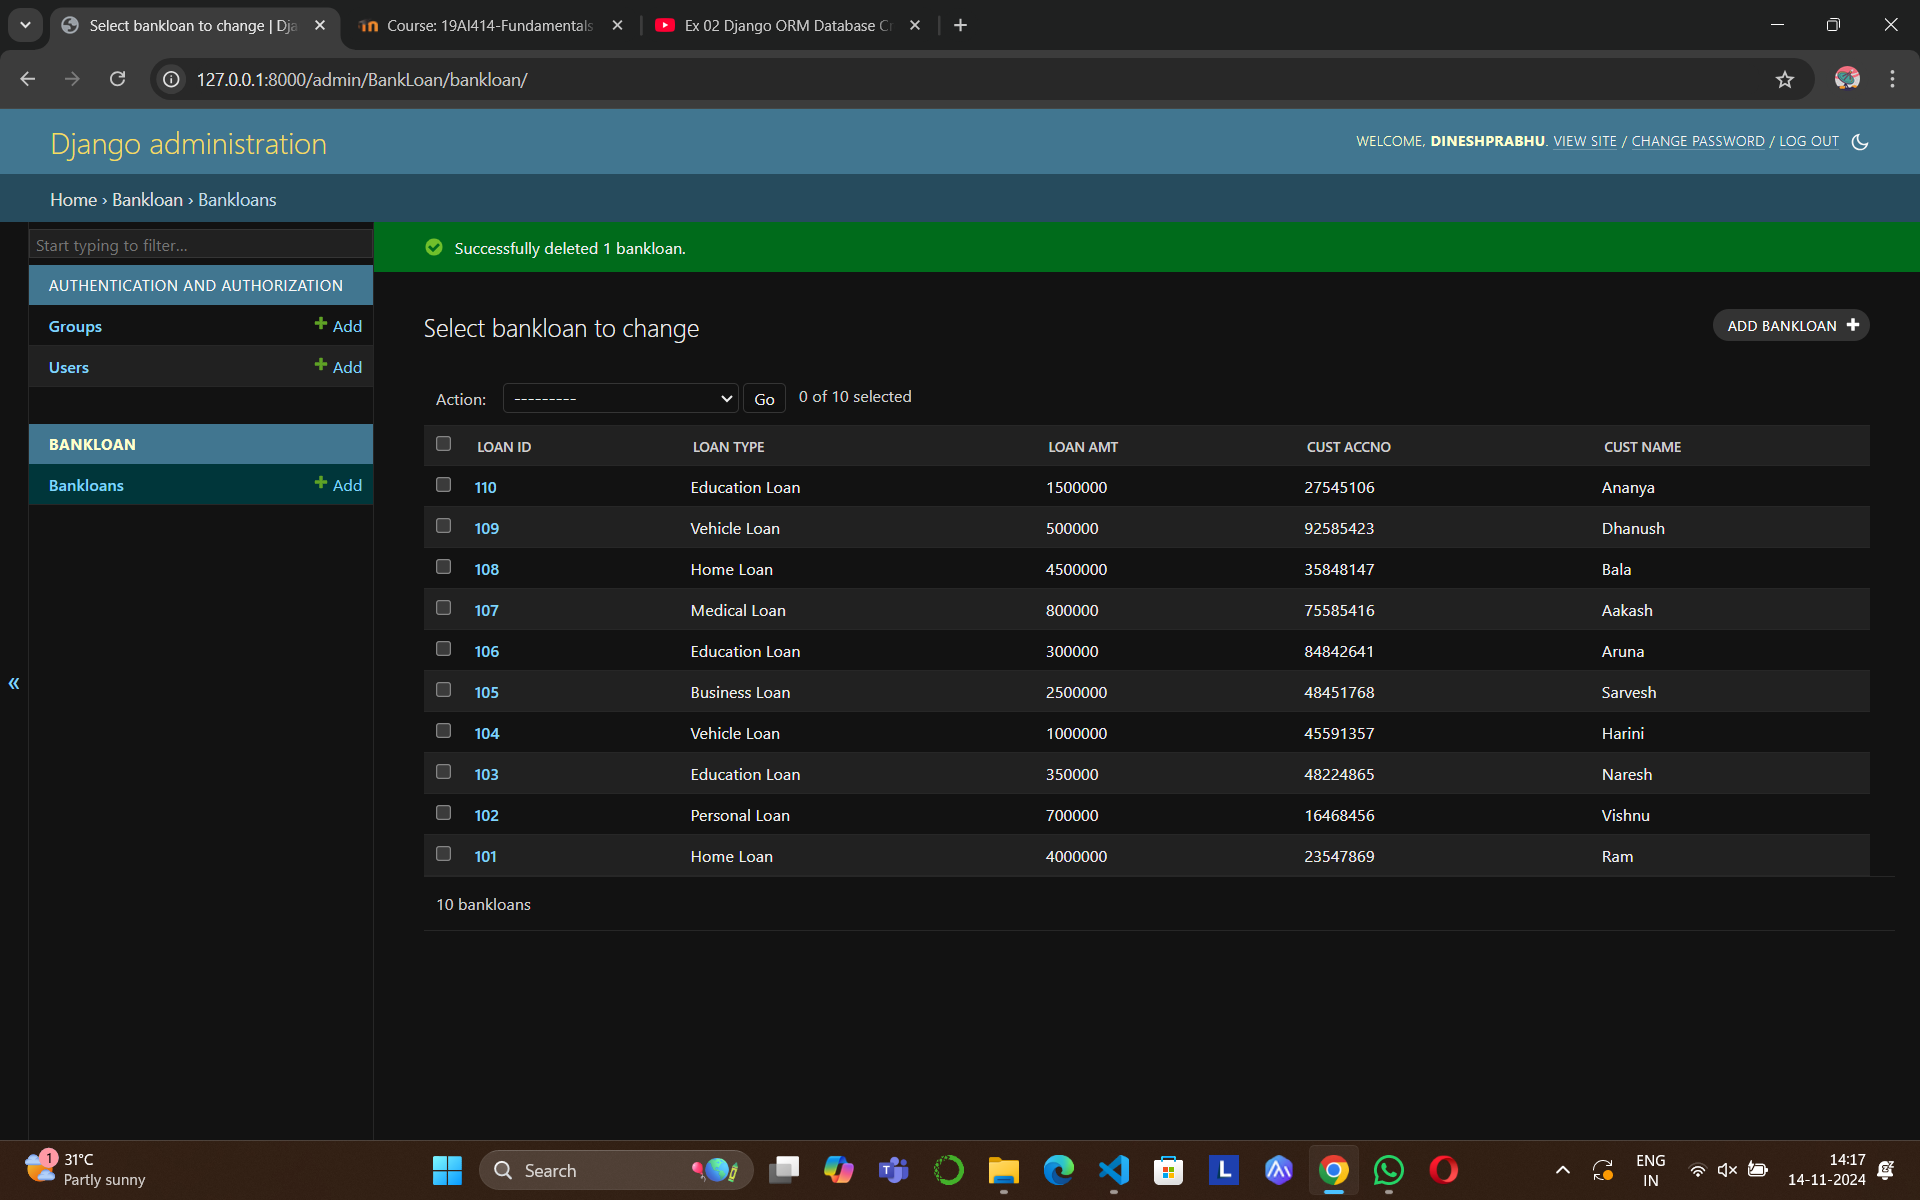 Select bankloan to change | Dja
Course: 19AI414-Fundamentals
Ex 02 Django ORM Database Cr
127.0.0.1:8000/admin/BankLoan/bankloan/
Django administration
WELCOME, DINESHPRABHU. VIEW SITE / CHANGE PASSWORD / LOG OUT
Home › Bankloan › Bankloans
Start typing to filter...
AUTHENTICATION AND AUTHORIZATION
Groups + Add
Users + Add
BANKLOAN
Bankloans + Add
«
Successfully deleted 1 bankloan.
Select bankloan to change
ADD BANKLOAN +
Action: --------- Go 0 of 10 selected
LOAN ID LOAN TYPE LOAN AMT CUST ACCNO CUST NAME
110 Education Loan 1500000 27545106 Ananya
109 Vehicle Loan 500000 92585423 Dhanush
108 Home Loan 4500000 35848147 Bala
107 Medical Loan 800000 75585416 Aakash
106 Education Loan 300000 84842641 Aruna
105 Business Loan 2500000 48451768 Sarvesh
104 Vehicle Loan 1000000 45591357 Harini
103 Education Loan 350000 48224865 Naresh
102 Personal Loan 700000 16468456 Vishnu
101 Home Loan 4000000 23547869 Ram
10 bankloans
1
31°C
Partly sunny
Search
L
ENG
IN
14:17
14-11-2024